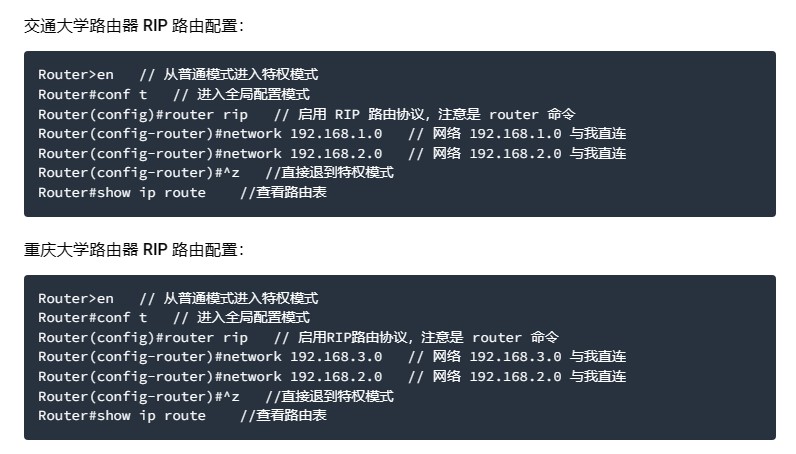 交通大学路由器 RIP 路由配置：
Router>en   // 从普通模式进入特权模式
Router#conf t   // 进入全局配置模式
Router(config)#router rip   // 启用 RIP 路由协议，注意是 router 命令
Router(config-router)#network 192.168.1.0   // 网络 192.168.1.0 与我直连
Router(config-router)#network 192.168.2.0   // 网络 192.168.2.0 与我直连
Router(config-router)#^z   //直接退到特权模式
Router#show ip route    //查看路由表
重庆大学路由器 RIP 路由配置：
Router>en   // 从普通模式进入特权模式
Router#conf t   // 进入全局配置模式
Router(config)#router rip   // 启用RIP路由协议，注意是 router 命令
Router(config-router)#network 192.168.3.0   // 网络 192.168.3.0 与我直连
Router(config-router)#network 192.168.2.0   // 网络 192.168.2.0 与我直连
Router(config-router)#^z   //直接退到特权模式
Router#show ip route    //查看路由表